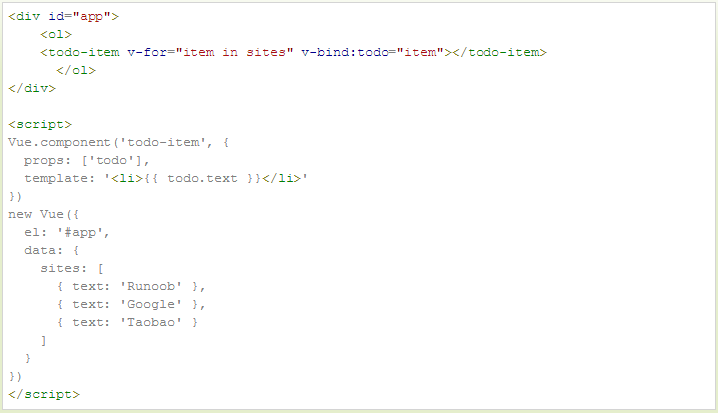 <div id="app">
    <ol>
    <todo-item v-for="item in sites" v-bind:todo="item"></todo-item>
      </ol>
</div>

<script>
Vue.component('todo-item', {
  props: ['todo'],
  template: '<li>{{ todo.text }}</li>'
})
new Vue({
  el: '#app',
  data: {
    sites: [
      { text: 'Runoob' },
      { text: 'Google' },
      { text: 'Taobao' }
    ]
  }
})
</script>